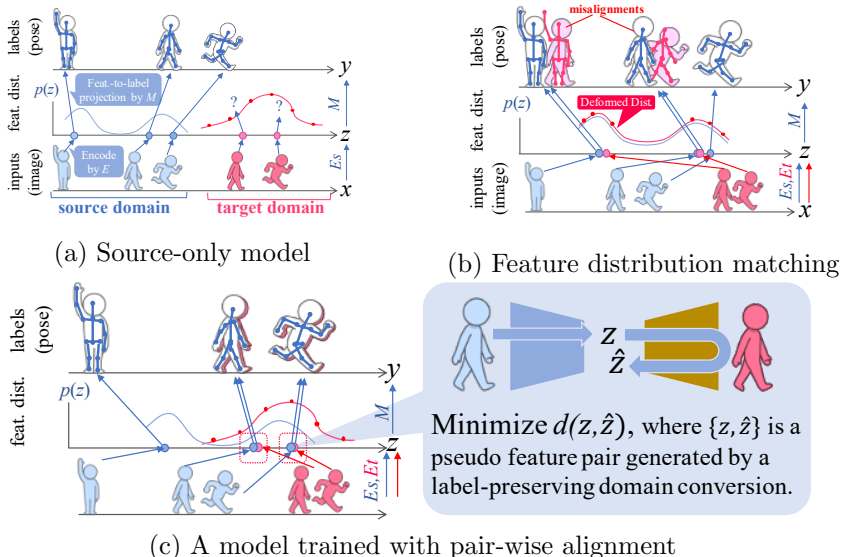 labels
(pose)
feat. dist.
inputs
(image)
p(z)
Feat.-to-label
projection by M
Encode
by E
?
?
y
M
z
Es
x
source domain
target domain
(a) Source-only model
misalignments
labels
(pose)
feat. dist.
inputs
(image)
p(z)
Deformed Dist.
y
M
z
Es,Et
x
(b) Feature distribution matching
labels
(pose)
feat. dist.
p(z)
y
M
z
Es,Et
z
ẑ
Minimize d(z,ẑ), where {z,ẑ} is a
pseudo feature pair generated by a
label-preserving domain conversion.
(c) A model trained with pair-wise alignment